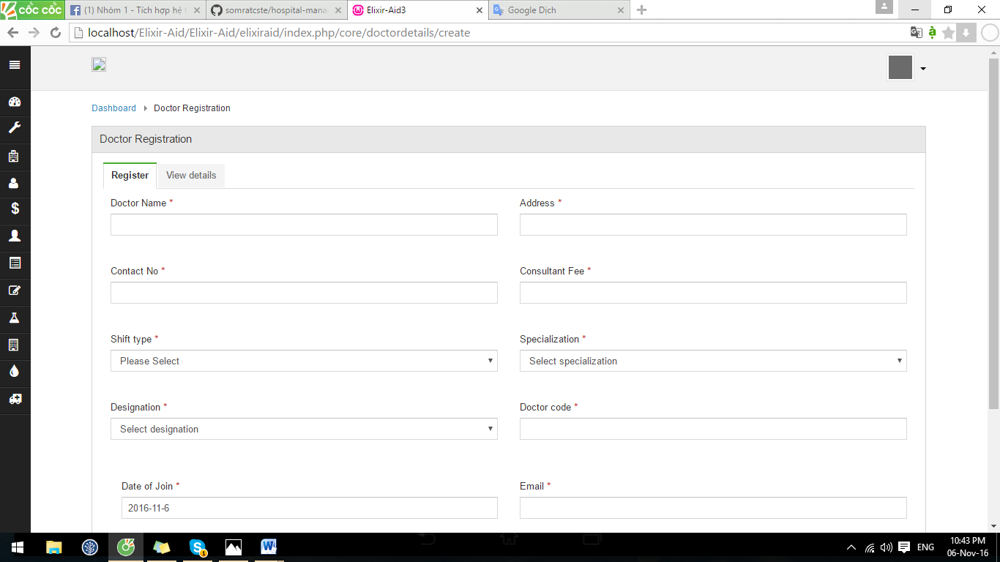 cốc cốc
(1) Nhóm 1 - Tích hợp hệ
somratcste/hospital-mana
Elixir-Aid3
Google Dịch
localhost/Elixir-Aid/Elixir-Aid/elixiraid/index.php/core/doctordetails/create
Dashboard Doctor Registration
Doctor Registration
Register View details
Doctor Name * Address *
Contact No * Consultant Fee *
Shift type * Specialization *
Please Select Select specialization
Designation * Doctor code *
Select designation
Date of Join * Email *
2016-11-6
1
ENG
10:43 PM
06-Nov-16